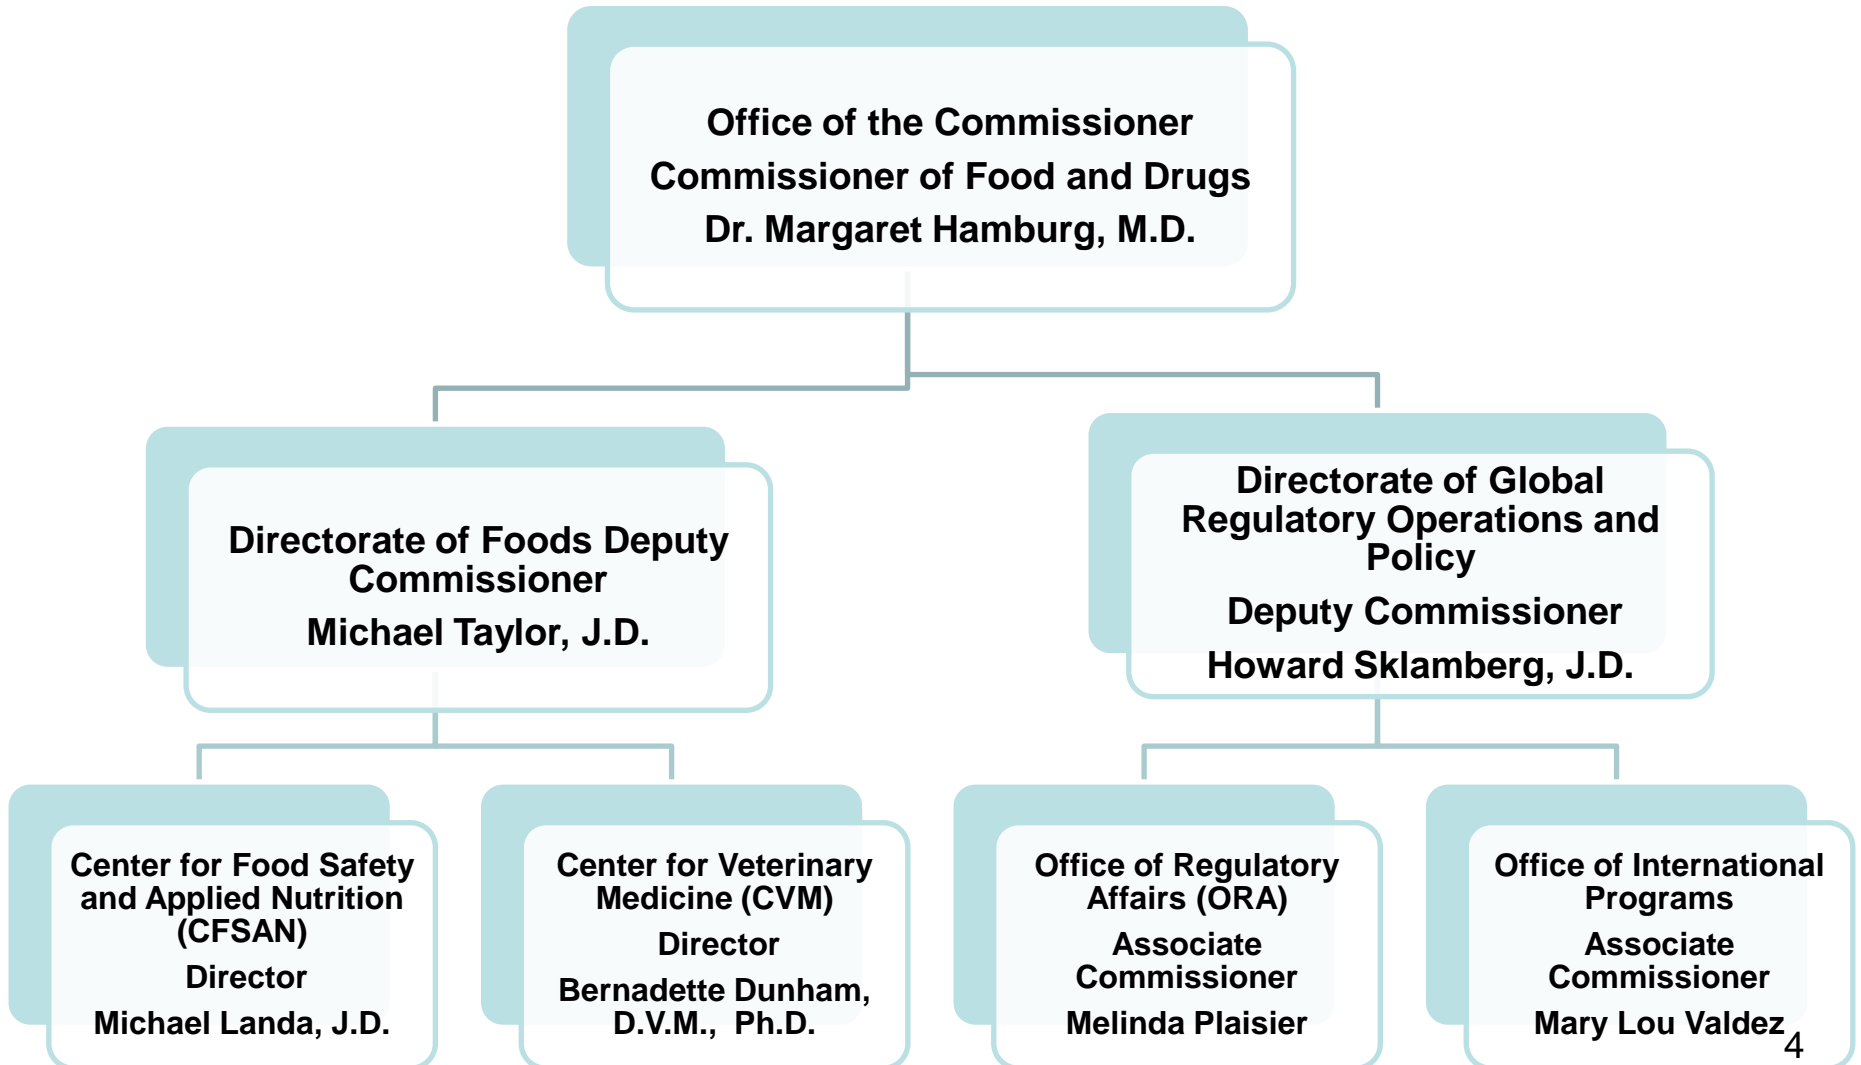 Office of the Commissioner
Commissioner of Food and Drugs
Dr. Margaret Hamburg, M.D.
Directorate of Foods Deputy
Commissioner
Michael Taylor, J.D.
Directorate of Global
Regulatory Operations and
Policy
Deputy Commissioner
Howard Sklamberg, J.D.
Center for Food Safety
and Applied Nutrition
(CFSAN)
Director
Michael Landa, J.D.
Center for Veterinary
Medicine (CVM)
Director
Bernadette Dunham,
D.V.M., Ph.D.
Office of Regulatory
Affairs (ORA)
Associate
Commissioner
Melinda Plaisier
Office of International
Programs
Associate
Commissioner
Mary Lou Valdez
4